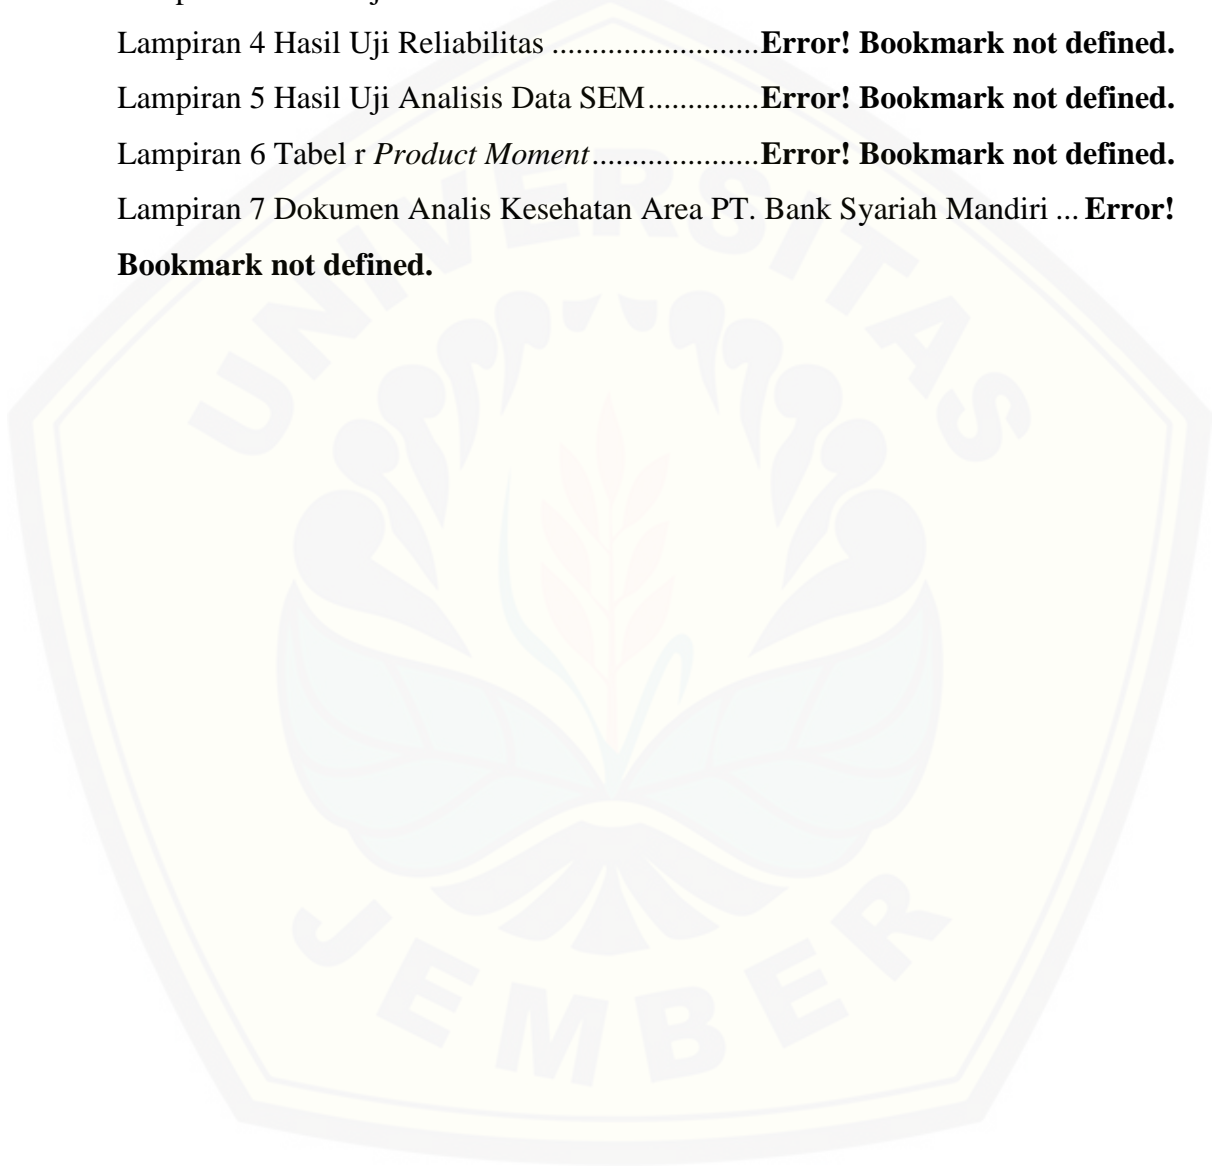 Lampiran 4 Hasil Uji Reliabilitas ..........................Error! Bookmark not defined.
Lampiran 5 Hasil Uji Analisis Data SEM..............Error! Bookmark not defined.
Lampiran 6 Tabel r Product Moment.....................Error! Bookmark not defined.
Lampiran 7 Dokumen Analis Kesehatan Area PT. Bank Syariah Mandiri ... Error!
Bookmark not defined.
UNIVERSITAS
JEMBER